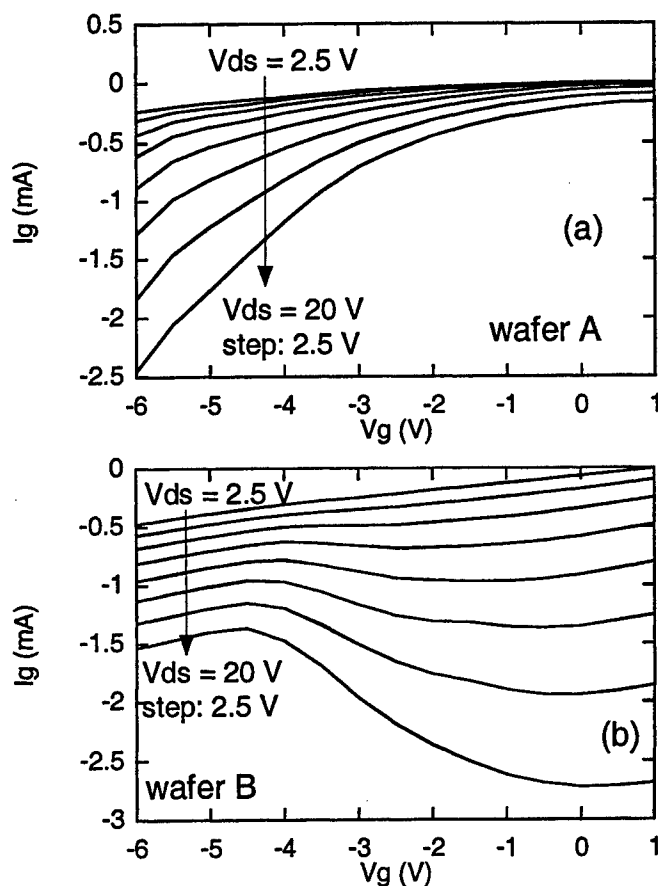 0.5
Vds = 2.5 V
0
-0.5
-1
-1.5
-2
-2.5
Ig (mA)
(a)
Vds = 20 V
step: 2.5 V
wafer A
-6 -5 -4 -3 -2 -1 0 1
Vg (V)
0
Vds = 2.5 V
-0.5
-1
-1.5
-2
-2.5
-3
Ig (mA)
Vds = 20 V
step: 2.5 V
(b)
wafer B
-6 -5 -4 -3 -2 -1 0 1
Vg (V)